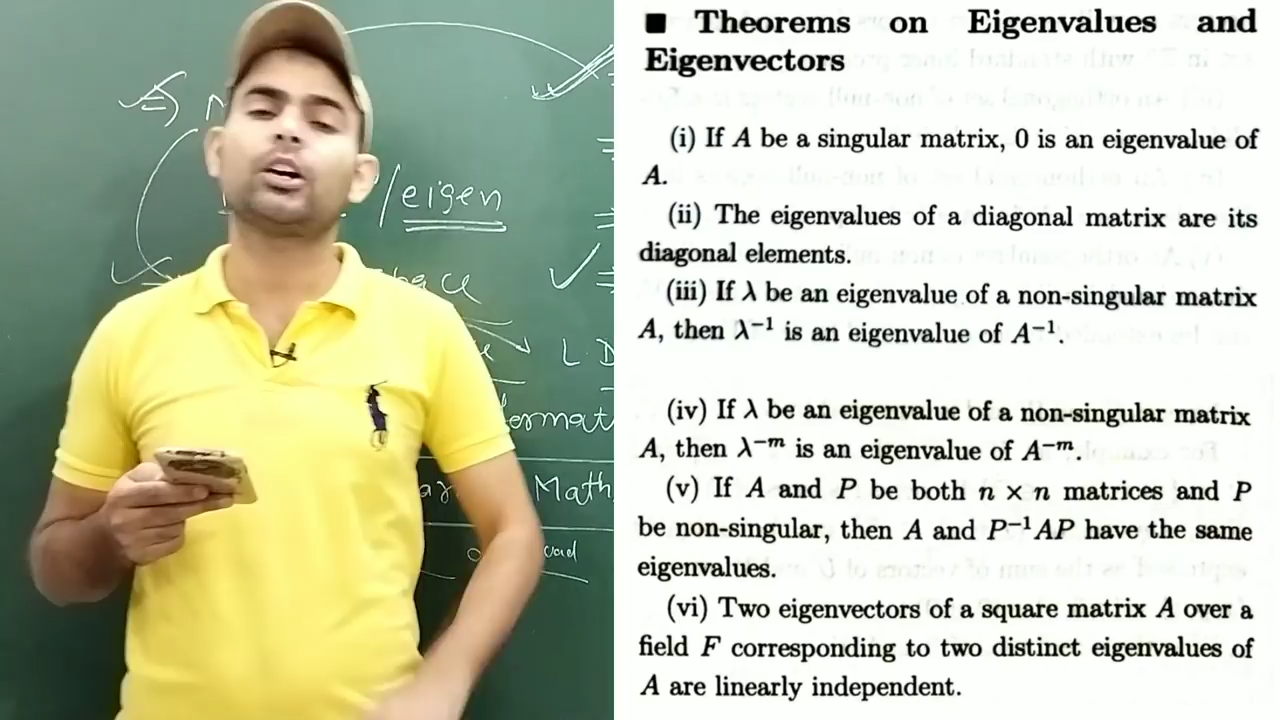 /eigen
space
L.D
Math
■ Theorems on Eigenvalues and
Eigenvectors
(i) If A be a singular matrix, 0 is an eigenvalue of
A.
(ii) The eigenvalues of a diagonal matrix are its
diagonal elements.
(iii) If λ be an eigenvalue of a non-singular matrix
A, then λ⁻¹ is an eigenvalue of A⁻¹.
(iv) If λ be an eigenvalue of a non-singular matrix
A, then λ⁻ᵐ is an eigenvalue of A⁻ᵐ.
(v) If A and P be both n × n matrices and P
be non-singular, then A and P⁻¹AP have the same
eigenvalues.
(vi) Two eigenvectors of a square matrix A over a
field F corresponding to two distinct eigenvalues of
A are linearly independent.